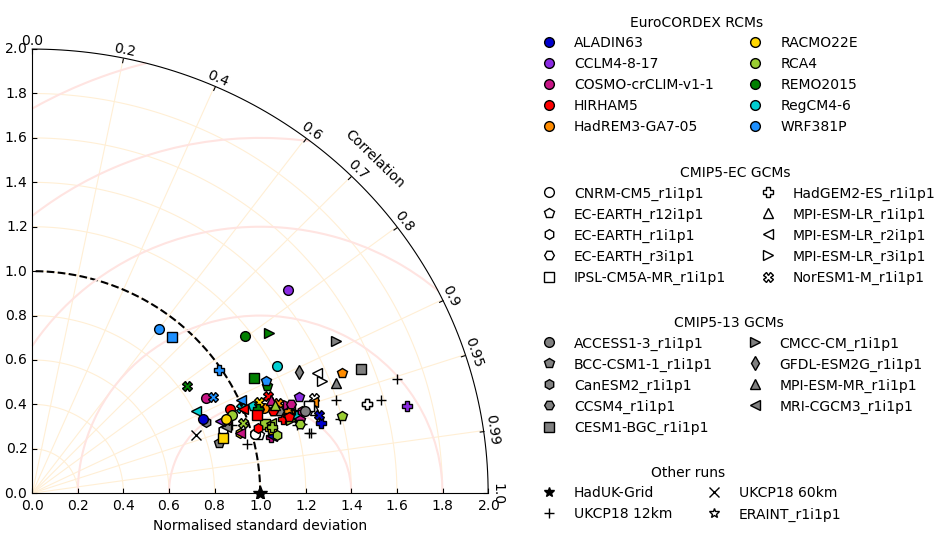 EuroCORDEX RCMs
ALADIN63
RACMO22E
CCLM4-8-17
RCA4
COSMO-crCLIM-v1-1
REMO2015
HIRHAM5
RegCM4-6
HadREM3-GA7-05
WRF381P
CMIP5-EC GCMs
CNRM-CM5_r1i1p1
HadGEM2-ES_r1i1p1
EC-EARTH_r12i1p1
MPI-ESM-LR_r1i1p1
EC-EARTH_r1i1p1
MPI-ESM-LR_r2i1p1
EC-EARTH_r3i1p1
MPI-ESM-LR_r3i1p1
IPSL-CM5A-MR_r1i1p1
NorESM1-M_r1i1p1
CMIP5-13 GCMs
ACCESS1-3_r1i1p1
CMCC-CM_r1i1p1
BCC-CSM1-1_r1i1p1
GFDL-ESM2G_r1i1p1
CanESM2_r1i1p1
MPI-ESM-MR_r1i1p1
CCSM4_r1i1p1
MRI-CGCM3_r1i1p1
CESM1-BGC_r1i1p1
Other runs
HadUK-Grid
UKCP18 60km
UKCP18 12km
ERAINT_r1i1p1
0.0
0.2
0.4
0.6
Correlation
0.7
0.8
0.9
0.95
0.99
1.0
2.0
1.8
1.6
1.4
1.2
1.0
0.8
0.6
0.4
0.2
0.0
0.0 0.2 0.4 0.6 0.8 1.0 1.2 1.4 1.6 1.8 2.0
Normalised standard deviation